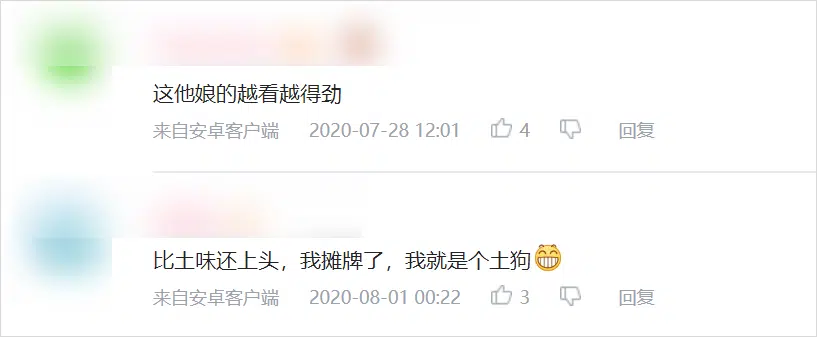 这他娘的越看越得劲
来自安卓客户端 2020-07-28 12:01 4 回复
比土味还上头，我摊牌了，我就是个土狗😁
来自安卓客户端 2020-08-01 00:22 3 回复